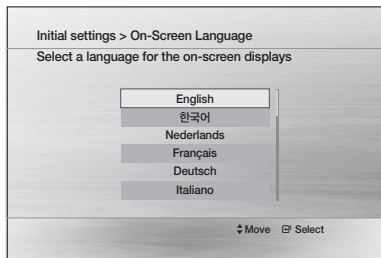 Initial settings > On-Screen Language
Select a language for the on-screen displays
English
한국어
Nederlands
Français
Deutsch
Italiano
Move Select